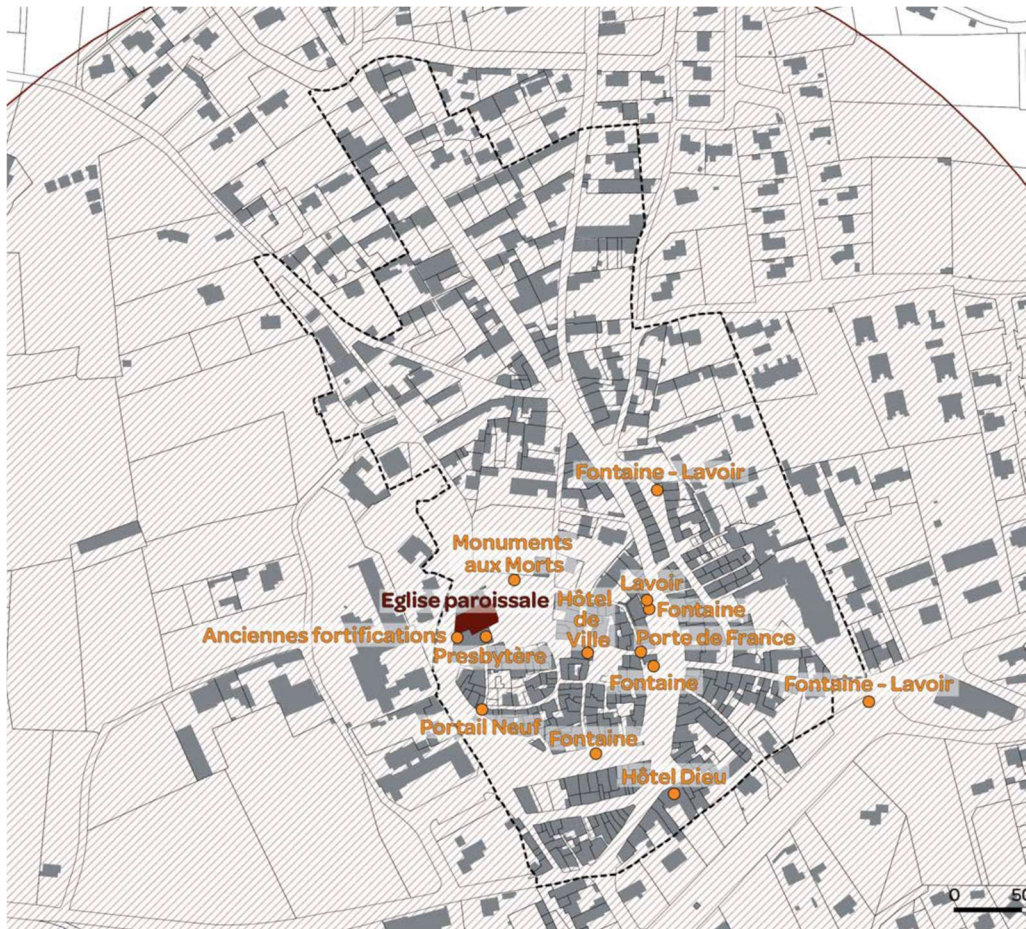 Fontaine - Lavoir
Monuments
aux Morts
Lavoir
Eglise paroissale
Hôtel
de
Ville
Fontaine
Anciennes fortifications
Presbytère
Porte de France
Fontaine
Fontaine - Lavoir
Portail Neuf
Fontaine
Hôtel Dieu
0